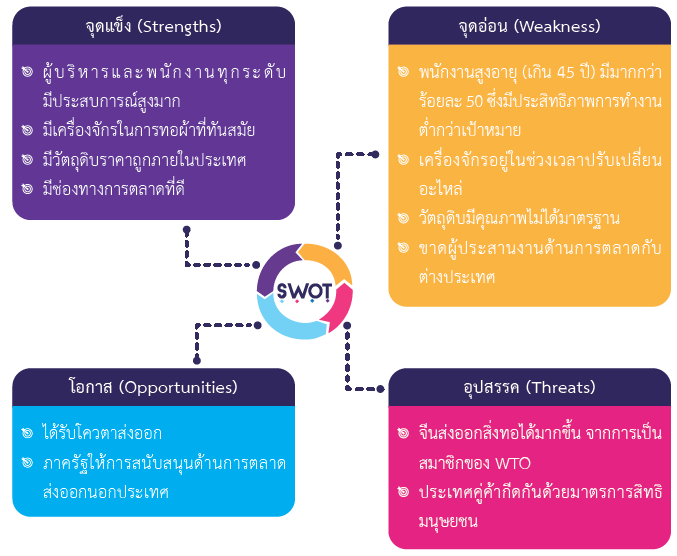 จุดแข็ง (Strengths)
ผู้บริหารและพนักงานทุกระดับ
มีประสบการณ์สูงมาก
มีเครื่องจักรในการทอผ้าที่ทันสมัย
มีวัตถุดิบราคาถูกภายในประเทศ
มีช่องทางการตลาดที่ดี
จุดอ่อน (Weakness)
พนักงานสูงอายุ (เกิน 45 ปี) มีมากกว่า
ร้อยละ 50 ซึ่งมีประสิทธิภาพการทำงาน
ต่ำกว่าเป้าหมาย
เครื่องจักรอยู่ในช่วงเวลาปรับเปลี่ยน
อะไหล่
วัตถุดิบมีคุณภาพไม่ได้มาตรฐาน
ขาดผู้ประสานงานด้านการตลาดกับ
ต่างประเทศ
SWOT
โอกาส (Opportunities)
ได้รับโควตาส่งออก
ภาครัฐให้การสนับสนุนด้านการตลาด
ส่งออกนอกประเทศ
อุปสรรค (Threats)
จีนส่งออกสิ่งทอได้มากขึ้น จากการเป็น
สมาชิกของ WTO
ประเทศคู่ค้ากีดกันด้วยมาตรการสิทธิ
มนุษยชน